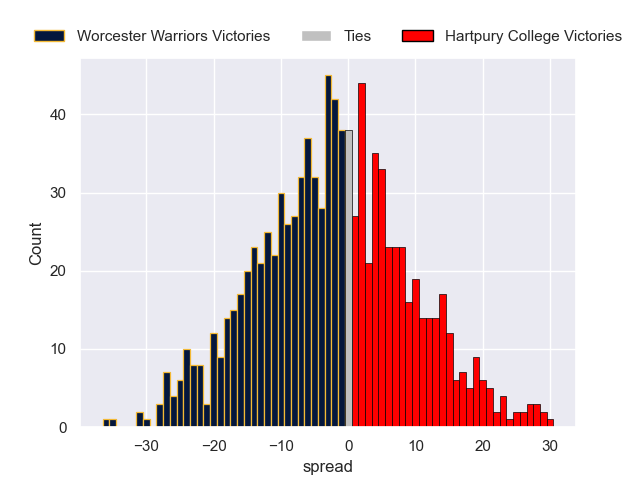 Worcester Warriors Victories Ties Hartpury College Victories
40
30
20
10
0
Count
−30 −20 −10 0 10 20 30
spread